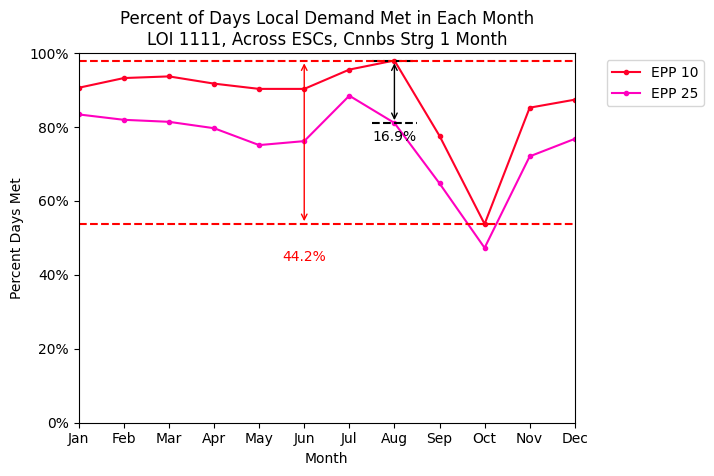 Percent of Days Local Demand Met in Each Month
LOI 1111, Across ESCs, Cnnbs Strg 1 Month
100%
80%
60%
40%
20%
0%
Percent Days Met
16.9%
44.2%
EPP 10
EPP 25
Jan Feb Mar Apr May Jun Jul Aug Sep Oct Nov Dec
Month